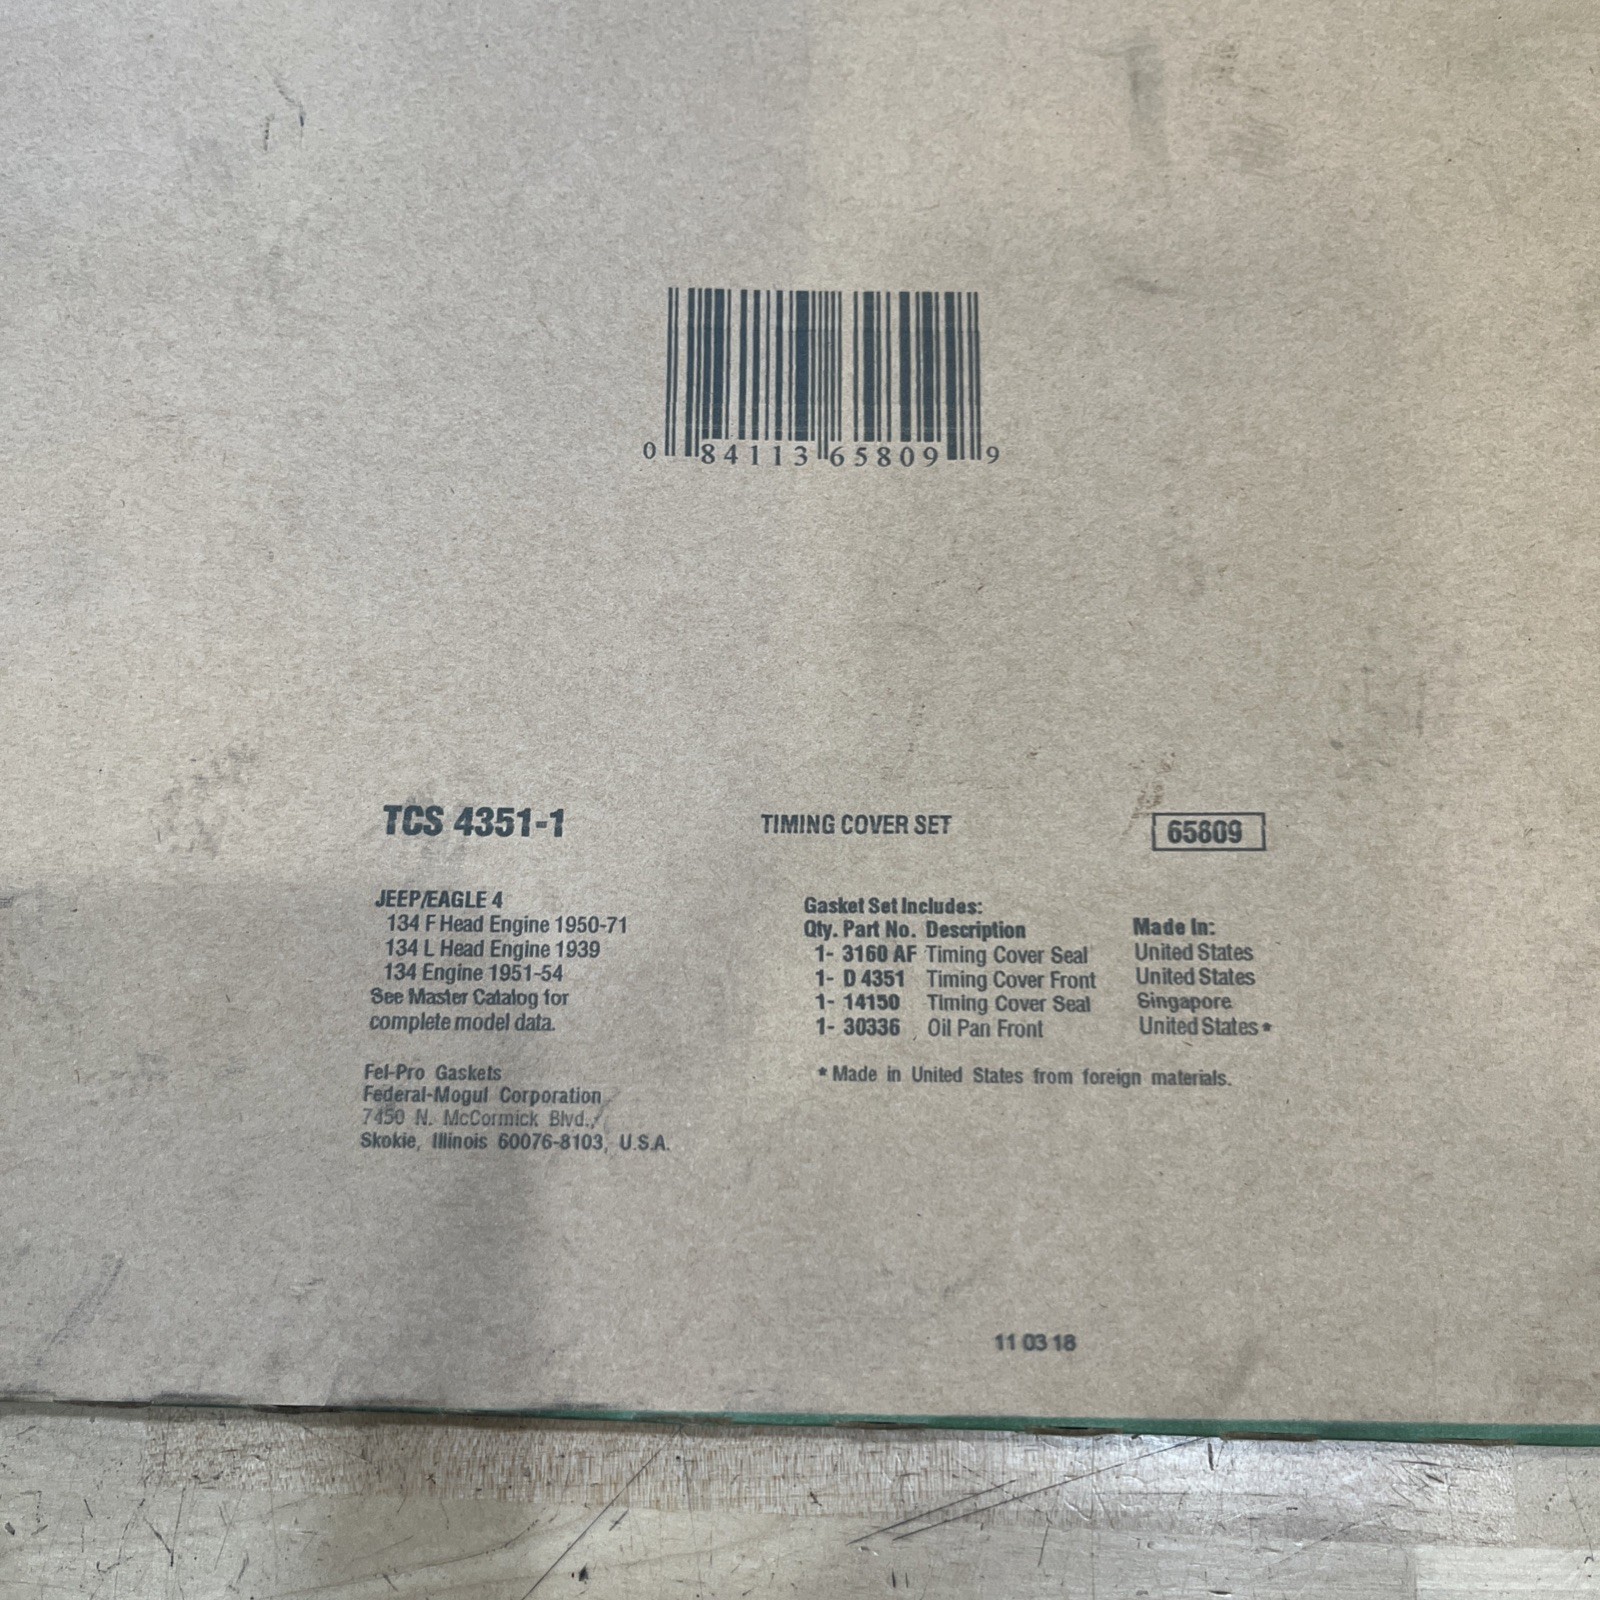 0 84113 65809 9
TCS 4351-1
TIMING COVER SET
65809
JEEP/EAGLE 4
134 F Head Engine 1950-71
134 L Head Engine 1939
134 Engine 1951-54
See Master Catalog for
complete model data.
Fel-Pro Gaskets
Federal-Mogul Corporation
7450 N. McCormick Blvd.,
Skokie, Illinois 60076-8103, U.S.A.
Gasket Set Includes:
Qty. Part No. Description Made In:
1- 3160 AF Timing Cover Seal United States
1- D 4351 Timing Cover Front United States
1- 14150 Timing Cover Seal Singapore
1- 30336 Oil Pan Front United States*
* Made in United States from foreign materials.
11 03 18